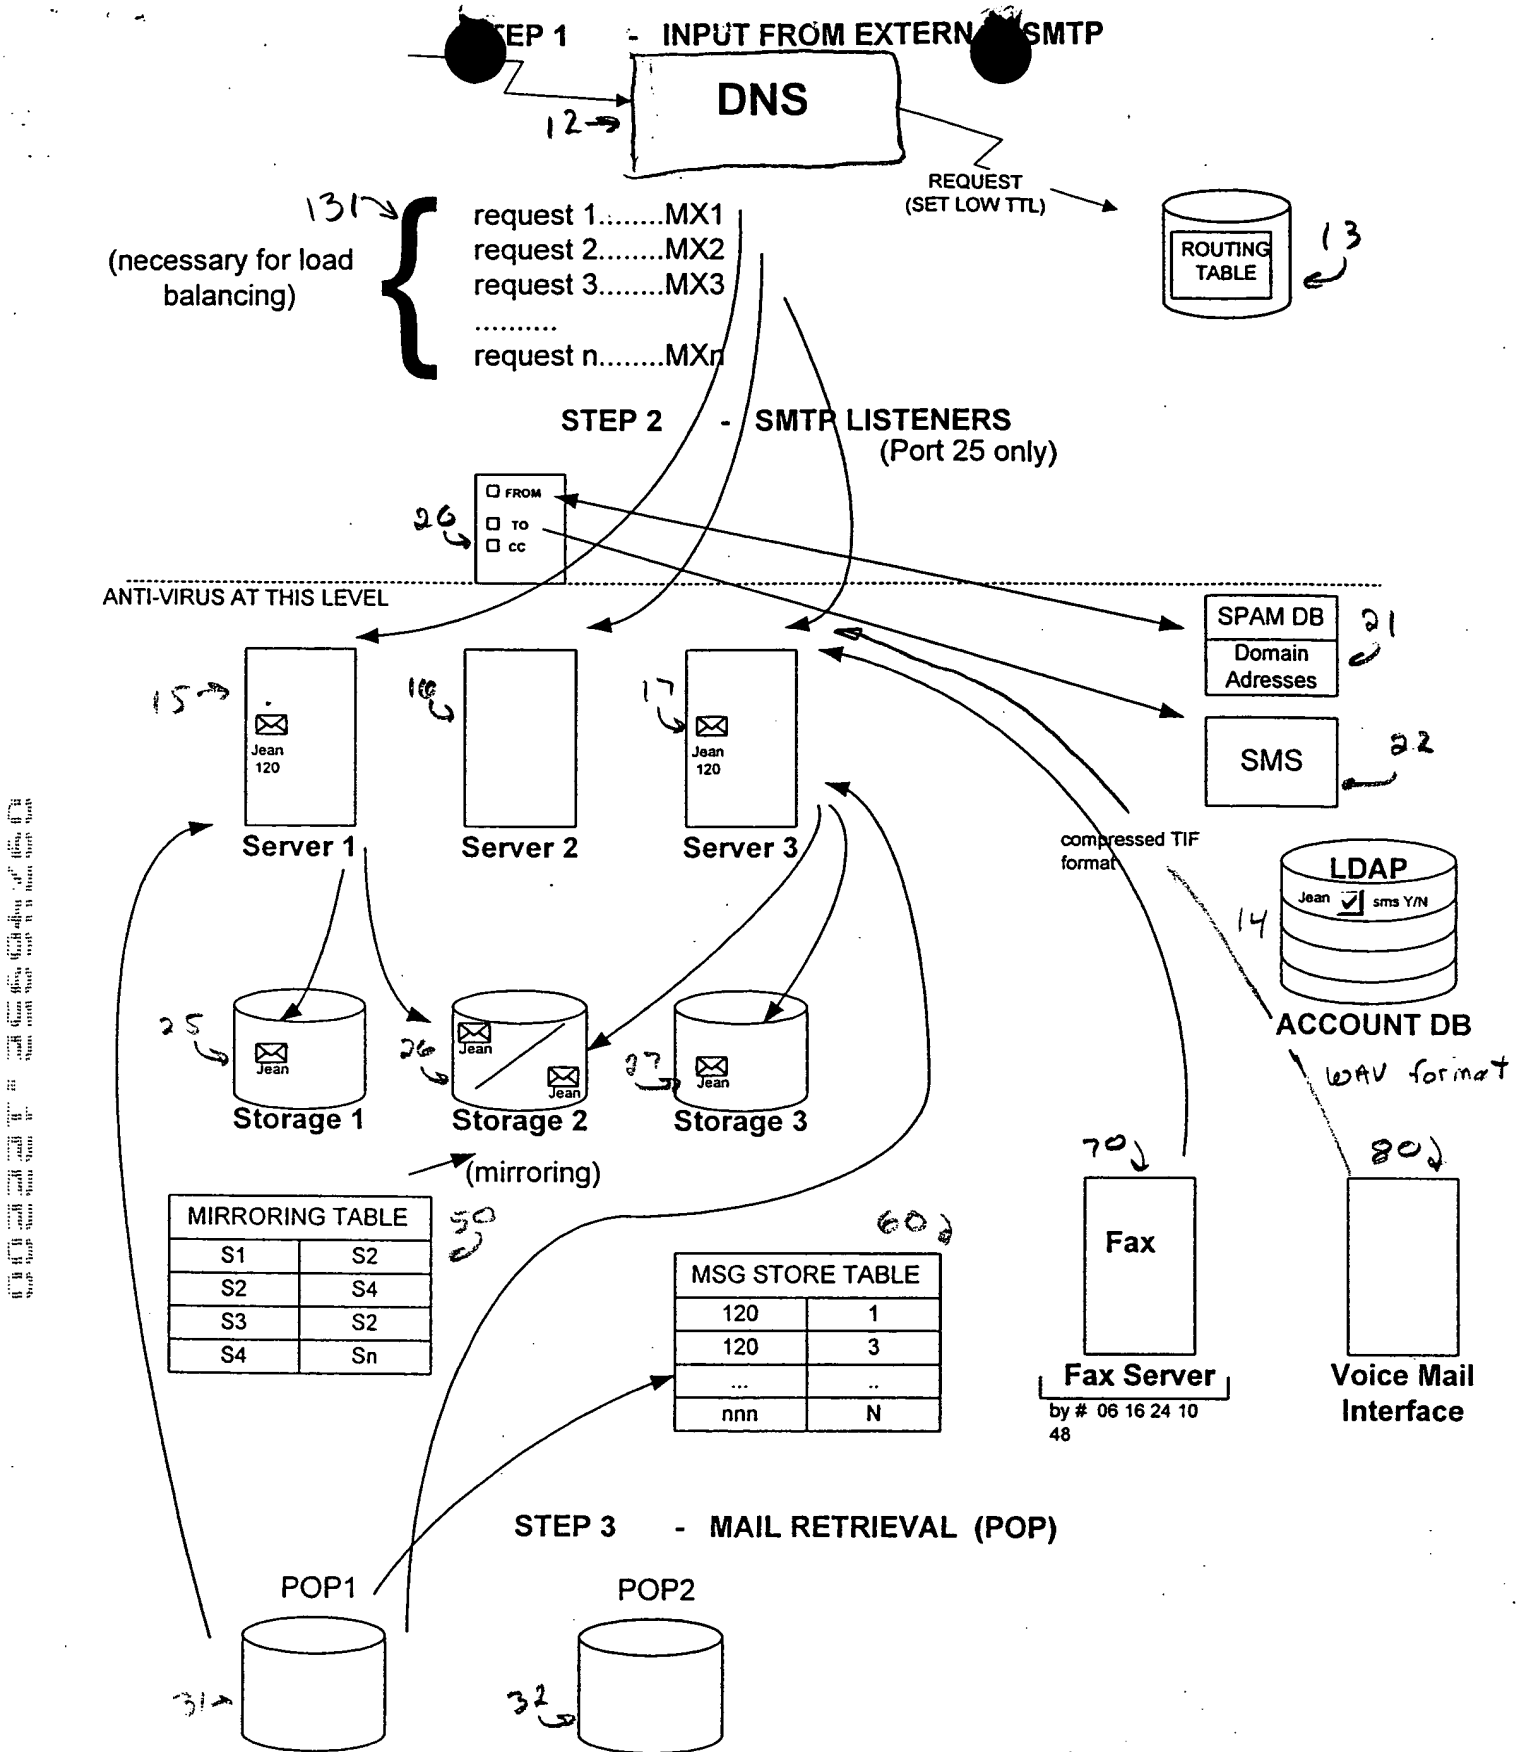 EP 1 - INPUT FROM EXTERN SMTP
DNS
12
REQUEST
(SET LOW TTL)
131
(necessary for load
balancing)
request 1........MX1
request 2........MX2
request 3........MX3
..........
request n........MXn
ROUTING
TABLE
13
STEP 2 - SMTP LISTENERS
(Port 25 only)
FROM
TO
CC
20
ANTI-VIRUS AT THIS LEVEL
SPAM DB
Domain
Adresses
21
SMS
22
15
Jean
120
Server 1
16
Server 2
17
Jean
120
Server 3
compressed TIF
format
LDAP
Jean sms Y/N
14
ACCOUNT DB
WAV format
25
Jean
Storage 1
26
Jean
Jean
Storage 2
27
Jean
Storage 3
(mirroring)
MIRRORING TABLE
S1 S2
S2 S4
S3 S2
S4 Sn
50
60
MSG STORE TABLE
120 1
120 3
... ..
nnn N
70
Fax
Fax Server
by # 06 16 24 10
48
80
Voice Mail
Interface
STEP 3 - MAIL RETRIEVAL (POP)
POP1
31
POP2
32